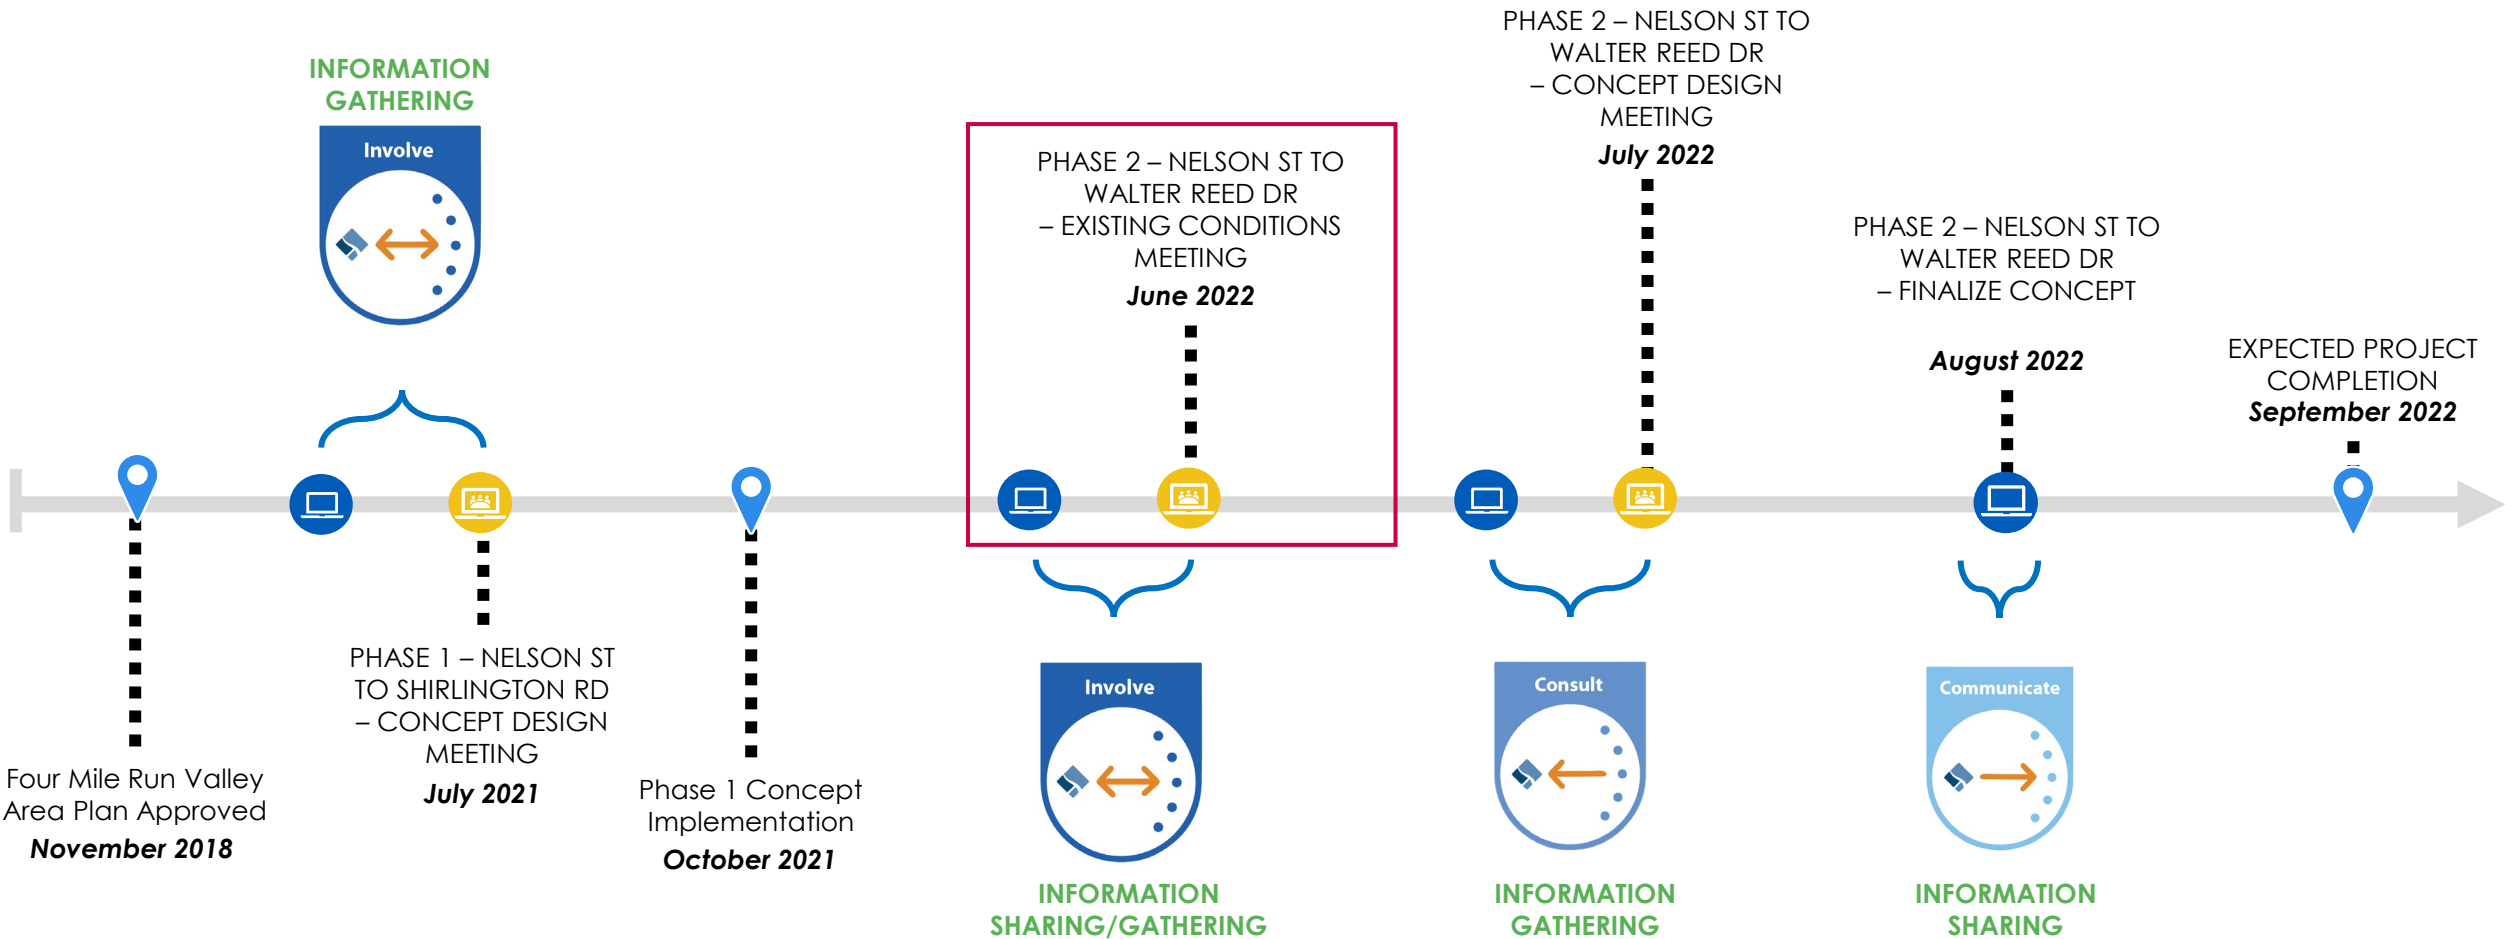 INFORMATION
GATHERING
Involve
Four Mile Run Valley
Area Plan Approved
November 2018
PHASE 1 – NELSON ST
TO SHIRLINGTON RD
– CONCEPT DESIGN
MEETING
July 2021
Phase 1 Concept
Implementation
October 2021
PHASE 2 – NELSON ST TO
WALTER REED DR
– EXISTING CONDITIONS
MEETING
June 2022
Involve
INFORMATION
SHARING/GATHERING
PHASE 2 – NELSON ST TO
WALTER REED DR
– CONCEPT DESIGN
MEETING
July 2022
Consult
INFORMATION
GATHERING
PHASE 2 – NELSON ST TO
WALTER REED DR
– FINALIZE CONCEPT
August 2022
Communicate
INFORMATION
SHARING
EXPECTED PROJECT
COMPLETION
September 2022